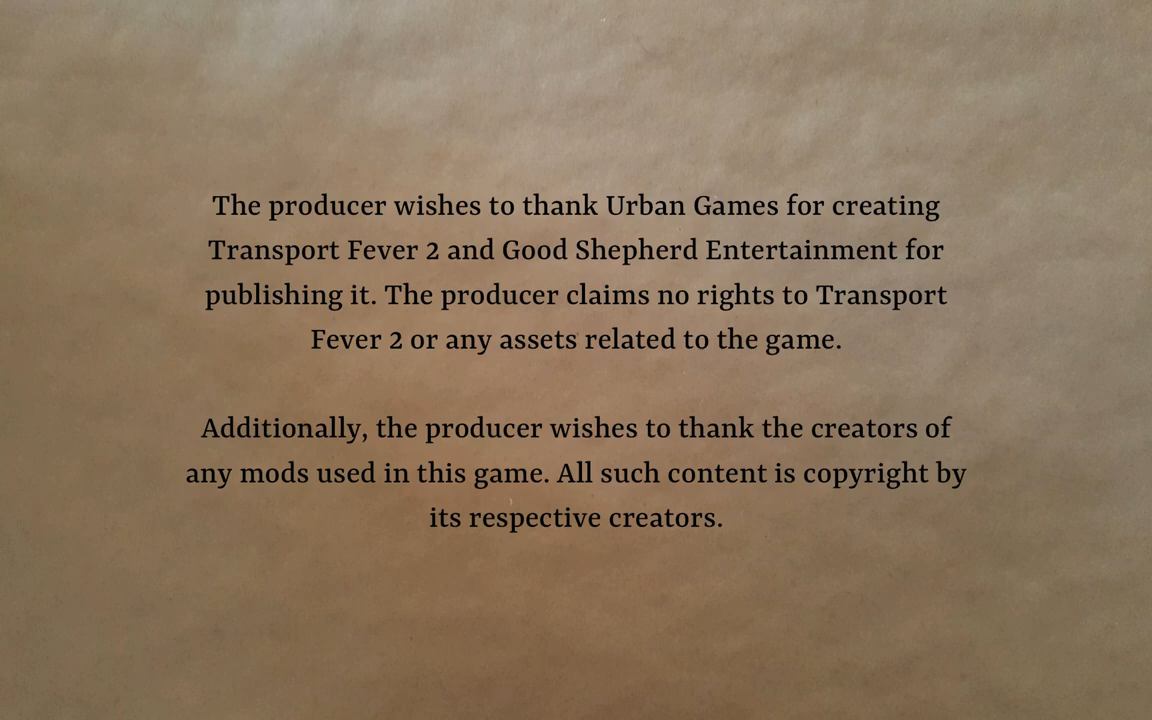 The producer wishes to thank Urban Games for creating
Transport Fever 2 and Good Shepherd Entertainment for
publishing it. The producer claims no rights to Transport
Fever 2 or any assets related to the game.
Additionally, the producer wishes to thank the creators of
any mods used in this game. All such content is copyright by
its respective creators.